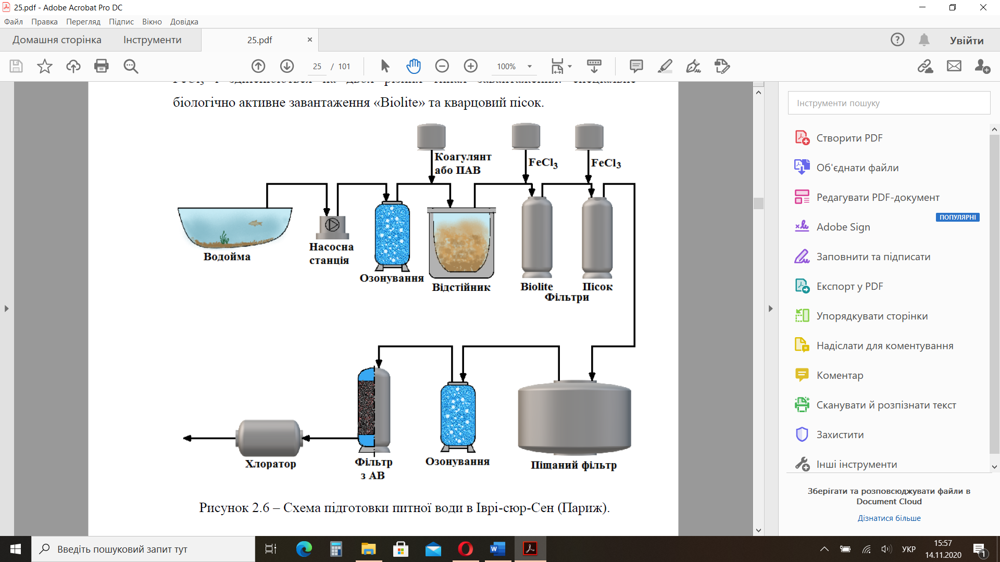 25.pdf - Adobe Acrobat Pro DC
Файл Правка Перегляд Підпис Вікно Довідка
Домашня сторінка Інструменти 25.pdf × Увійти
25 / 101 100%
біологічно активне завантаження «Biolite» та кварцовий пісок.
Коагулянт
або ПАВ
FeCl3
FeCl3
Водойма
Насосна
станція
Озонування
Відстійник
Biolite
Пісок
Фільтри
Хлоратор
Фільтр
з АВ
Озонування
Піщаний фільтр
Рисунок 2.6 – Схема підготовки питної води в Іврі-сюр-Сен (Париж).
Інструменти пошуку
Створити PDF
Об'єднати файли
Редагувати PDF-документ
ПОПУЛЯРНІ
Adobe Sign
Заповнити та підписати
Експорт у PDF
Упорядкувати сторінки
Надіслати для коментування
Коментар
Сканувати й розпізнати текст
Захистити
Інші інструменти
Зберігати та розповсюджувати файли в
Document Cloud
Дізнатися більше
Введіть пошуковий запит тут
УКР
15:57
14.11.2020
1